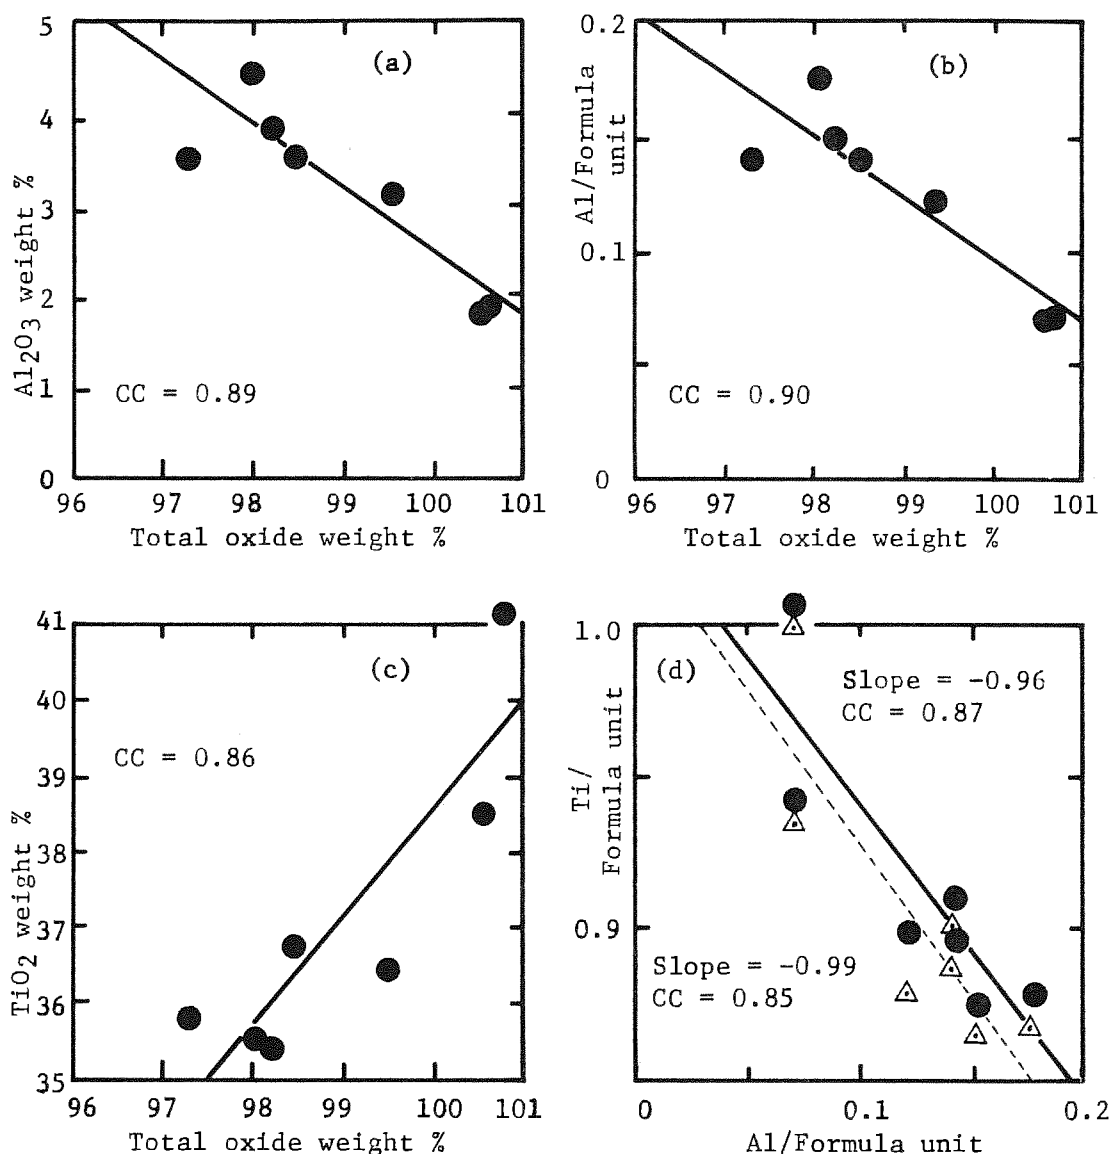 (a)
5
4
3
2
1
0
Al2O3 weight %
CC = 0.89
96 97 98 99 100 101
Total oxide weight %
(b)
0.2
0.1
0
Al/Formula
unit
CC = 0.90
96 97 98 99 100 101
Total oxide weight %
(c)
41
40
39
38
37
36
35
TiO2 weight %
CC = 0.86
96 97 98 99 100 101
Total oxide weight %
(d)
1.0
0.9
Ti/
Formula unit
Slope = -0.96
CC = 0.87
Slope = -0.99
CC = 0.85
0 0.1 0.2
Al/Formula unit